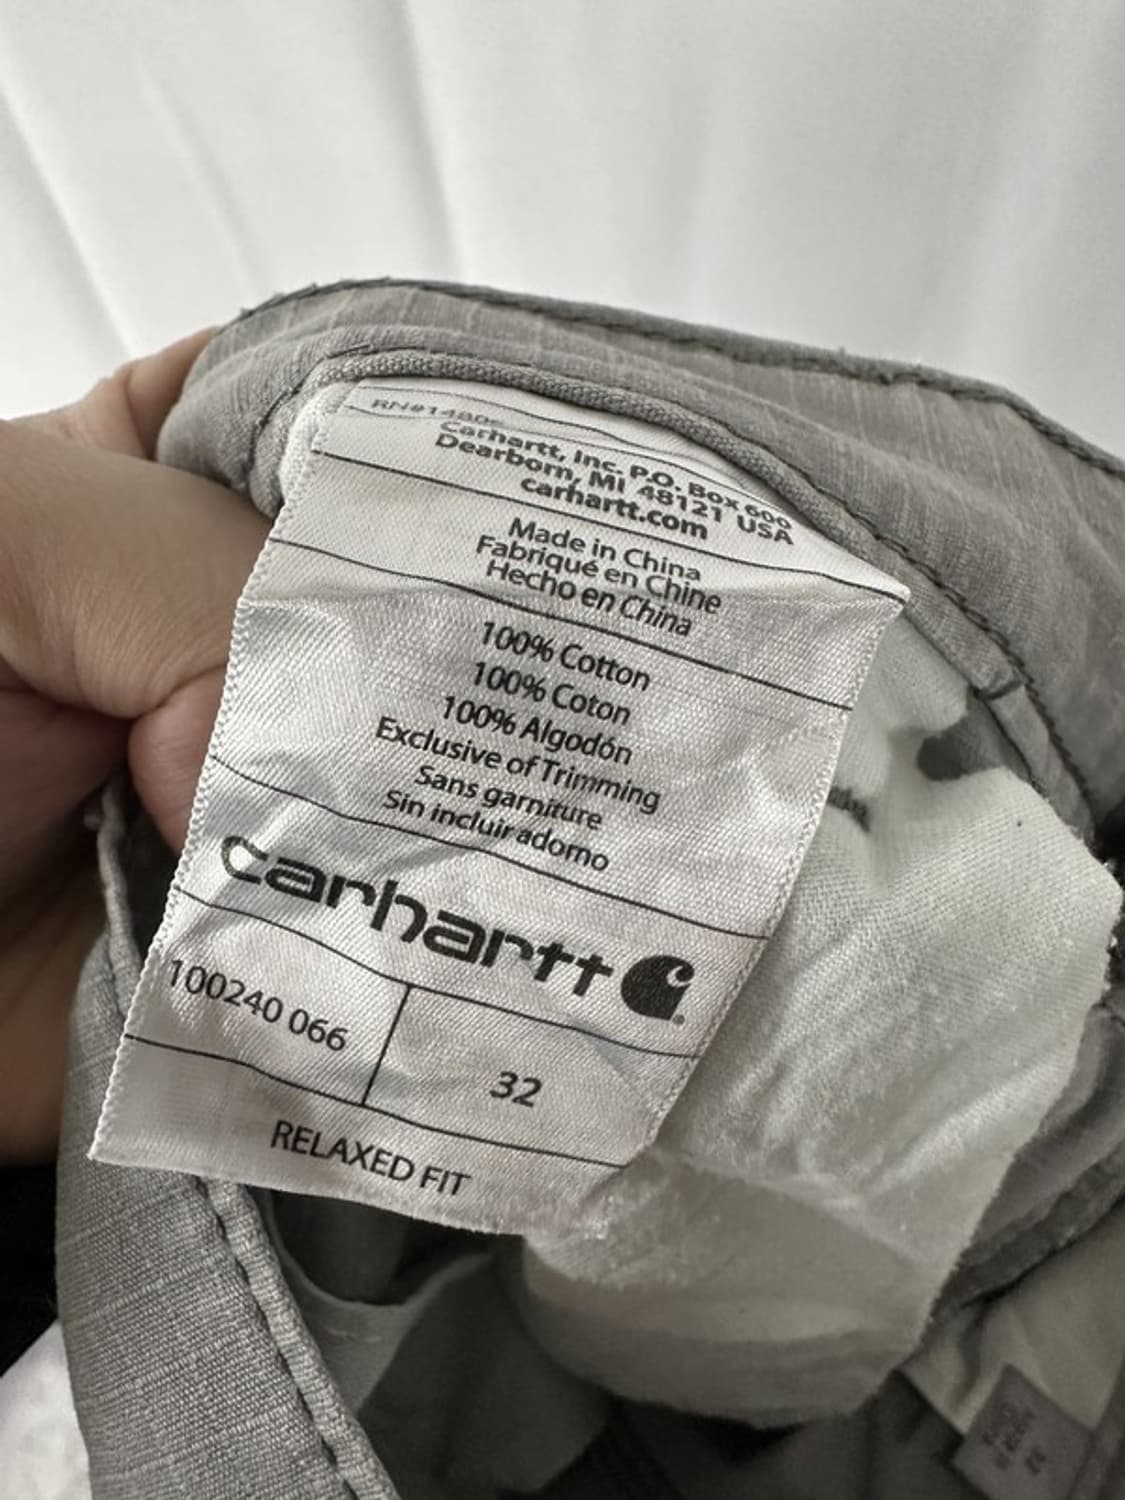 Carhartt, Inc. P.O. Box 600
Dearborn, MI 48121 USA
carhartt.com
Made in China
Fabriqué en Chine
Hecho en China
100% Cotton
100% Coton
100% Algodón
Exclusive of Trimming
Sans garniture
Sin incluir adorno
carhartt
100240 066
32
RELAXED FIT